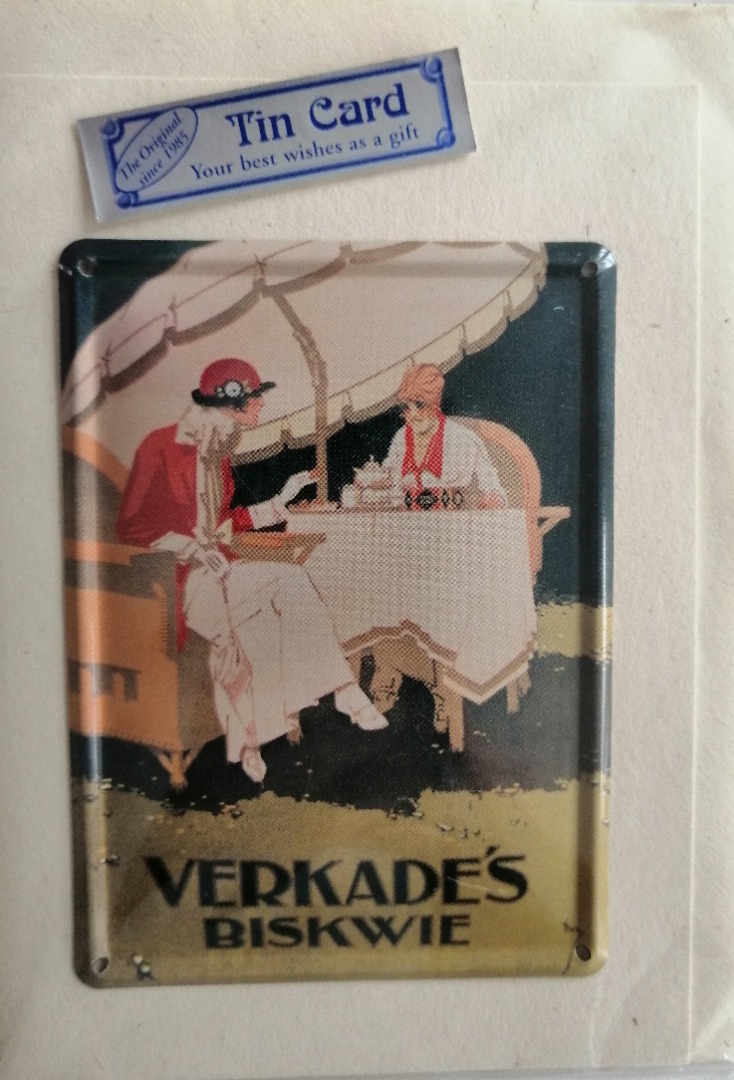 The Original
since 1985
Tin Card
Your best wishes as a gift
VERKADE'S
BISKWIE